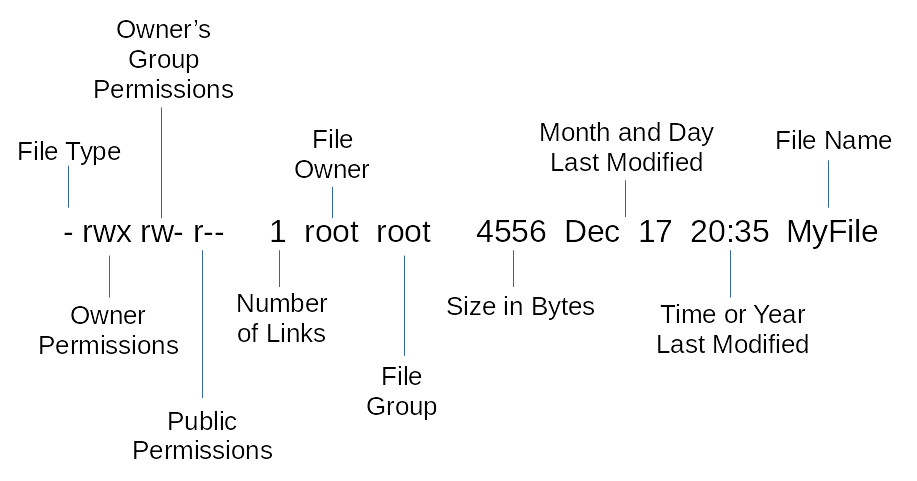 Owner’s
Group
Permissions
File Type
File
Owner
Month and Day
Last Modified
File Name
- rwx rw- r-- 1 root root 4556 Dec 17 20:35 MyFile
Owner
Permissions
Number
of Links
Size in Bytes
Time or Year
Last Modified
File
Group
Public
Permissions